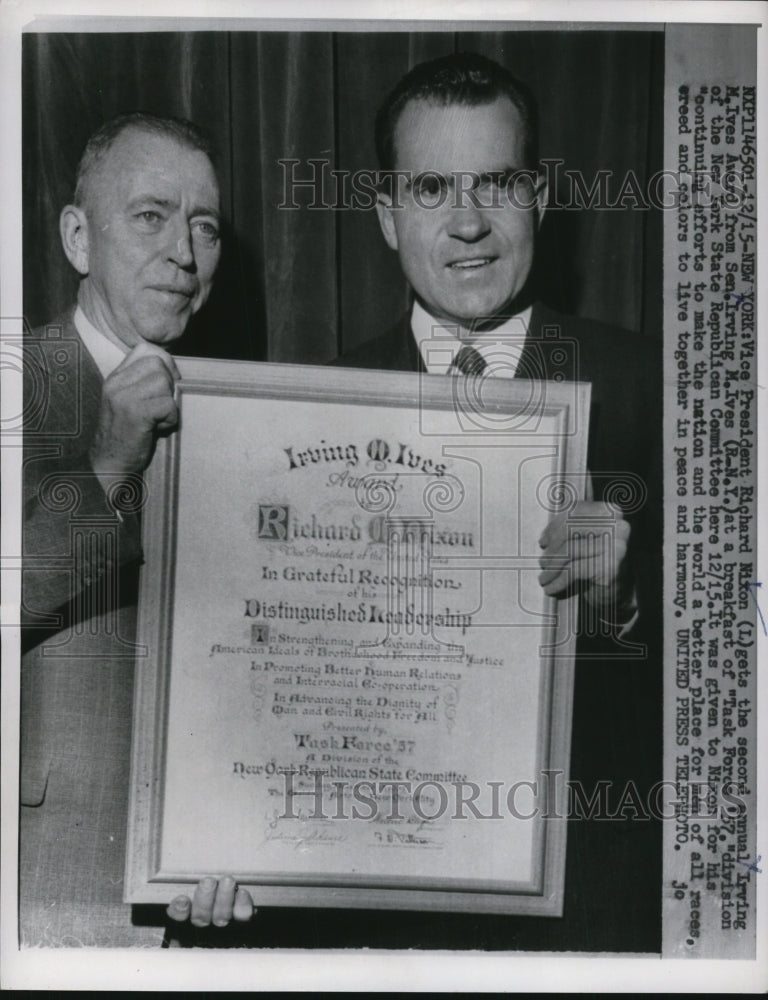 HISTORIC IMAGES
Irving M. Ives
Award
Richard M. Nixon
Vice President of the United States
In Grateful Recognition
of his
Distinguished Leadership
In Strengthening and Expanding the
American Ideals of Brotherhood Freedom and Justice
In Promoting Better Human Relations
and Interracial Co-operation
In Advancing the Dignity of
Man and Civil Rights for All
Presented by
Task Force '57
A Division of the
New York Republican State Committee
HISTORIC IMAGES
NXP1146501-12/15-NEW YORK:Vice President Richard Nixon (L)gets the second annual Irving
M.Ives Award from Sen.Irving M.Ives (R-N.Y.)at a breakfast of "Task Force '57."division
of the New York State Republican Committee here 12/15.It was given to Nixon for his
"continuing efforts to make the nation and the world a better place for men of all races,
creed and colors to live together in peace and harmony. UNITED PRESS TELEPHOTO. jo